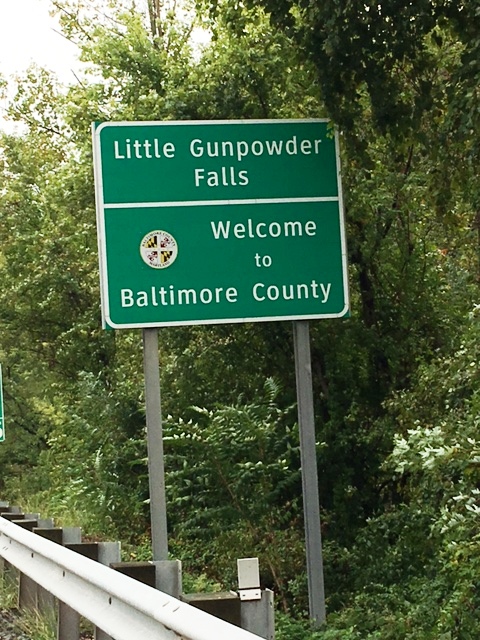 Little Gunpowder
Falls
Welcome
to
Baltimore County